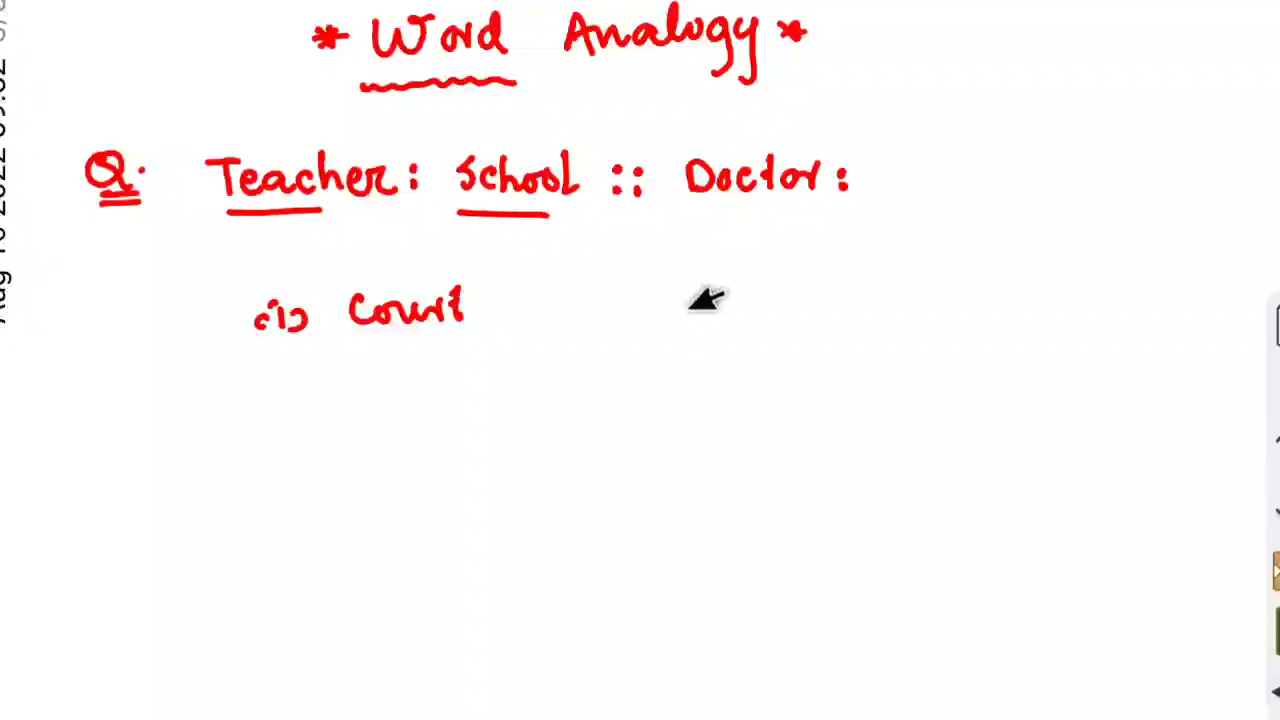 * Word Analogy *
Q. Teacher : School :: Doctor :
(i) Court